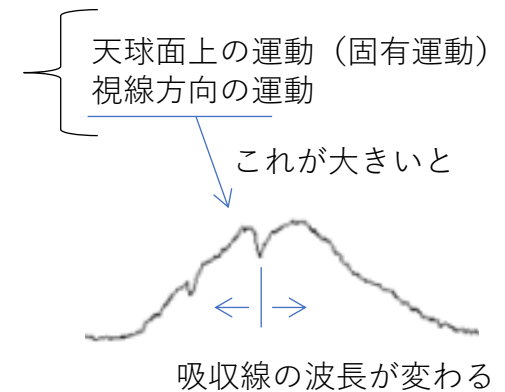 天球面上の運動（固有運動）
視線方向の運動
これが大きいと
吸収線の波長が変わる